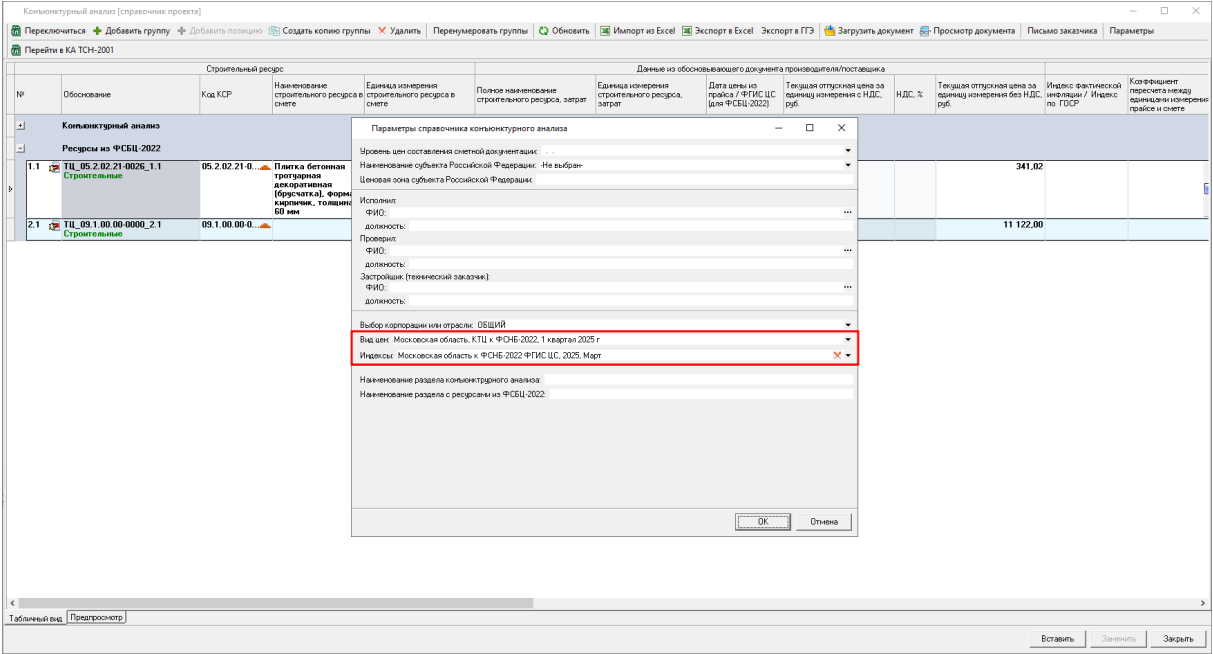 Конъюнктурный анализ [справочник проекта]
Переключиться Добавить группу Добавить позицию Создать копию группы Удалить Перенумеровать группы Обновить Импорт из Excel Экспорт в Excel Экспорт в ГГЭ Загрузить документ Просмотр документа Письмо заказчика Параметры
Перейти в КА ТСН-2001
Строительный ресурс Данные из обосновывающего документа производителя/поставщика
№ Обоснование Код КСР Наименование строительного ресурса в смете Единица измерения строительного ресурса в смете Полное наименование строительного ресурса, затрат Единица измерения строительного ресурса, затрат Дата цены из прайса / ФГИС ЦС (для ФСБЦ-2022) Текущая отпускная цена за единицу измерения с НДС, руб. НДС, % Текущая отпускная цена за единицу измерения без НДС, руб. Индекс фактической инфляции / Индекс по ГОСР Коэффициент пересчета между единицами измерения прайсе и смете
Конъюнктурный анализ
Ресурсы из ФСБЦ-2022
1.1 ТЦ_05.2.02.21-0026_1.1 05.2.02.21-0... Плитка бетонная 341,02
Строительные тротуарная
декоративная
(брусчатка), форма
кирпичик, толщина
60 мм
2.1 ТЦ_09.1.00.00-0000_2.1 09.1.00.00-0... 11 122,00
Строительные
Параметры справочника конъюнктурного анализа
Уровень цен составления сметной документации: . .
Наименование субъекта Российской Федерации: -Не выбран-
Ценовая зона субъекта Российской Федерации:
Исполнил:
ФИО: ...
должность:
Проверил:
ФИО: ...
должность:
Застройщик (технический заказчик):
ФИО: ...
должность:
Выбор корпорации или отрасли: ОБЩИЙ
Вид цен: Московская область, КТЦ к ФСНБ-2022, 1 квартал 2025 г
Индексы: Московская область к ФСНБ-2022 ФГИС ЦС, 2025, Март
Наименование раздела конъюнктурного анализа:
Наименование раздела с ресурсами из ФСБЦ-2022:
OK Отмена
Табличный вид Предпросмотр
Вставить Заменить Закрыть